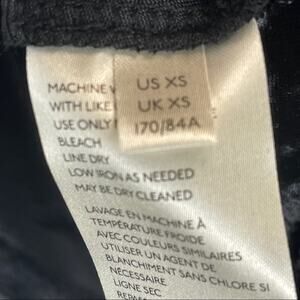 US XS
UK XS
170/84A
MACHINE
WITH LIKE
USE ONLY
BLEACH
LINE DRY
LOW IRON AS NEEDED
MAY BE DRY CLEANED
LAVAGE EN MACHINE À
TEMPÉRATURE FROIDE
AVEC COULEURS SIMILAIRES
UTILISER UN AGENT DE
BLANCHIMENT SANS CHLORE SI
NÉCESSAIRE
LIGNE SEC